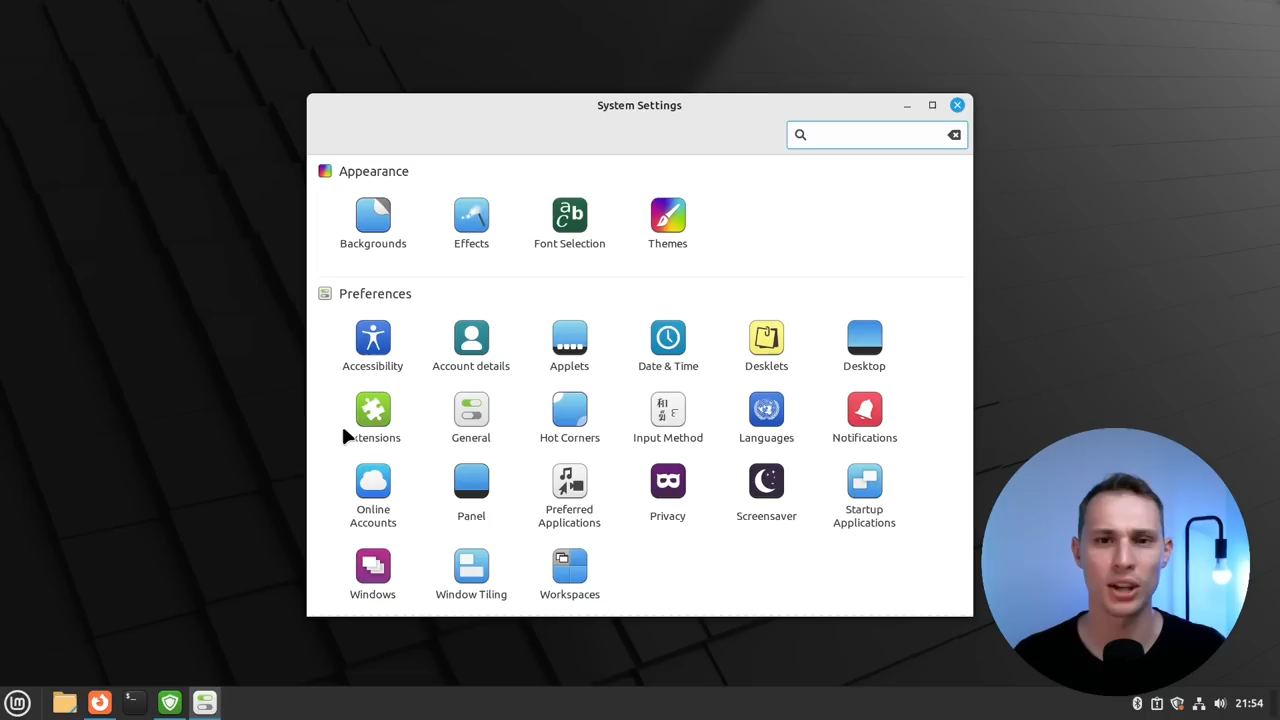 System Settings
Appearance
Backgrounds
Effects
Font Selection
Themes
Preferences
Accessibility
Account details
Applets
Date & Time
Desklets
Desktop
tensions
General
Hot Corners
Input Method
Languages
Notifications
Online
Accounts
Panel
Preferred
Applications
Privacy
Screensaver
Startup
Applications
Windows
Window Tiling
Workspaces
21:54